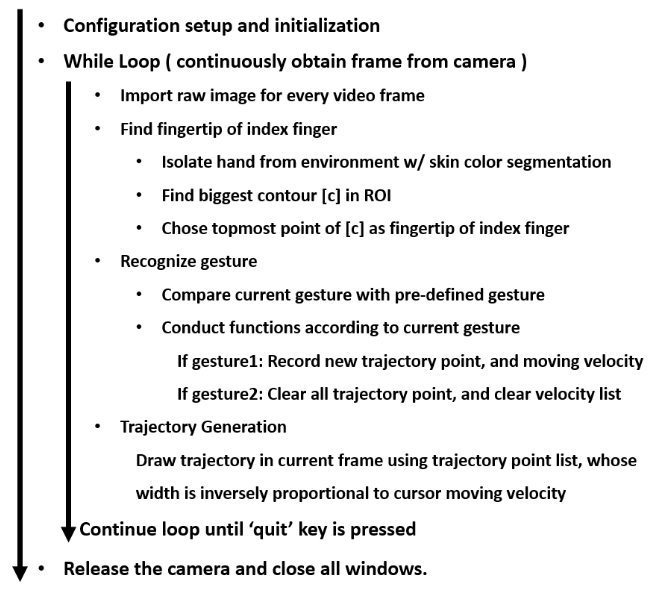 • Configuration setup and initialization
• While Loop ( continuously obtain frame from camera )
• Import raw image for every video frame
• Find fingertip of index finger
• Isolate hand from environment w/ skin color segmentation
• Find biggest contour [c] in ROI
• Chose topmost point of [c] as fingertip of index finger
• Recognize gesture
• Compare current gesture with pre-defined gesture
• Conduct functions according to current gesture
If gesture1: Record new trajectory point, and moving velocity
If gesture2: Clear all trajectory point, and clear velocity list
• Trajectory Generation
Draw trajectory in current frame using trajectory point list, whose
width is inversely proportional to cursor moving velocity
Continue loop until ‘quit’ key is pressed
• Release the camera and close all windows.